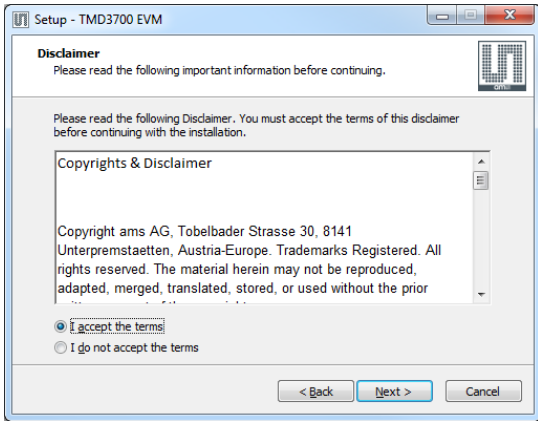 Setup - TMD3700 EVM
Disclaimer
Please read the following important information before continuing.
am
Please read the following Disclaimer. You must accept the terms of this disclaimer
before continuing with the installation.
Copyrights & Disclaimer
Copyright ams AG, Tobelbader Strasse 30, 8141
Unterpremstaetten, Austria-Europe. Trademarks Registered. All
rights reserved. The material herein may not be reproduced,
adapted, merged, translated, stored, or used without the prior
I accept the terms
I do not accept the terms
< Back
Next >
Cancel